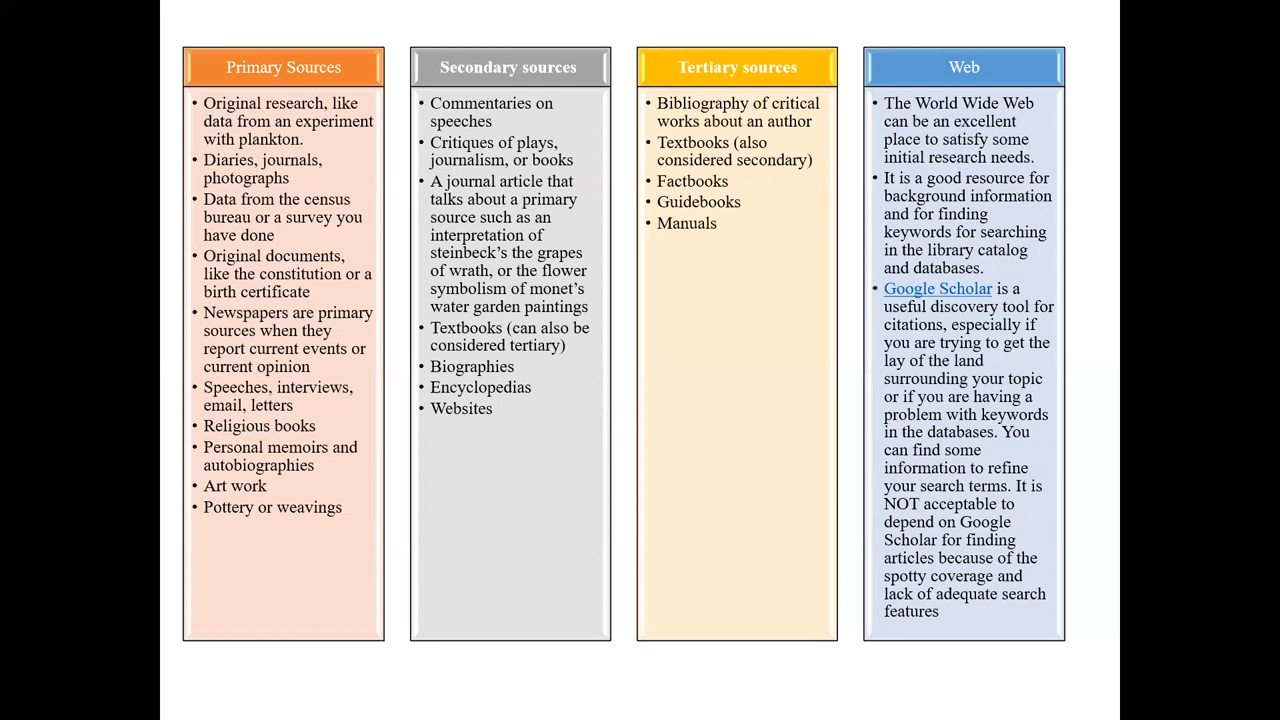 Primary Sources
• Original research, like
data from an experiment
with plankton.
• Diaries, journals,
photographs
• Data from the census
bureau or a survey you
have done
• Original documents,
like the constitution or a
birth certificate
• Newspapers are primary
sources when they
report current events or
current opinion
• Speeches, interviews,
email, letters
• Religious books
• Personal memoirs and
autobiographies
• Art work
• Pottery or weavings
Secondary sources
• Commentaries on
speeches
• Critiques of plays,
journalism, or books
• A journal article that
talks about a primary
source such as an
interpretation of
steinbeck's the grapes
of wrath, or the flower
symbolism of monet's
water garden paintings
• Textbooks (can also be
considered tertiary)
• Biographies
• Encyclopedias
• Websites
Tertiary sources
• Bibliography of critical
works about an author
• Textbooks (also
considered secondary)
• Factbooks
• Guidebooks
• Manuals
Web
• The World Wide Web
can be an excellent
place to satisfy some
initial research needs.
• It is a good resource for
background information
and for finding
keywords for searching
in the library catalog
and databases.
• Google Scholar is a
useful discovery tool for
citations, especially if
you are trying to get the
lay of the land
surrounding your topic
or if you are having a
problem with keywords
in the databases. You
can find some
information to refine
your search terms. It is
NOT acceptable to
depend on Google
Scholar for finding
articles because of the
spotty coverage and
lack of adequate search
features